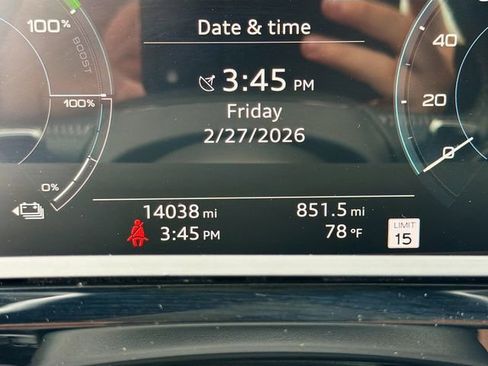 Date & time
100%
BOOST
3:45 PM
40
Friday
100%
20
2/27/2026
0
0%
14038 mi
851.5 mi
3:45 PM
78 °F
LIMIT
15